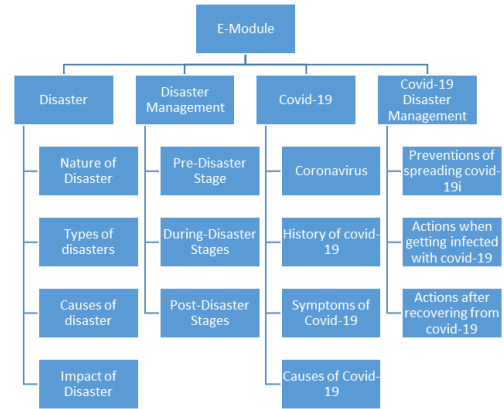 E-Module
Disaster
Nature of
Disaster
Types of
disasters
Causes of
disaster
Impact of
Disaster
Disaster
Management
Pre-Disaster
Stage
During-Disaster
Stages
Post-Disaster
Stages
Covid-19
Coronavirus
History of covid-
19
Symptoms of
Covid-19
Causes of Covid-
19
Covid-19
Disaster
Management
Preventions of
spreading covid-
19i
Actions when
getting infected
with covid-19
Actions after
recovering from
covid-19